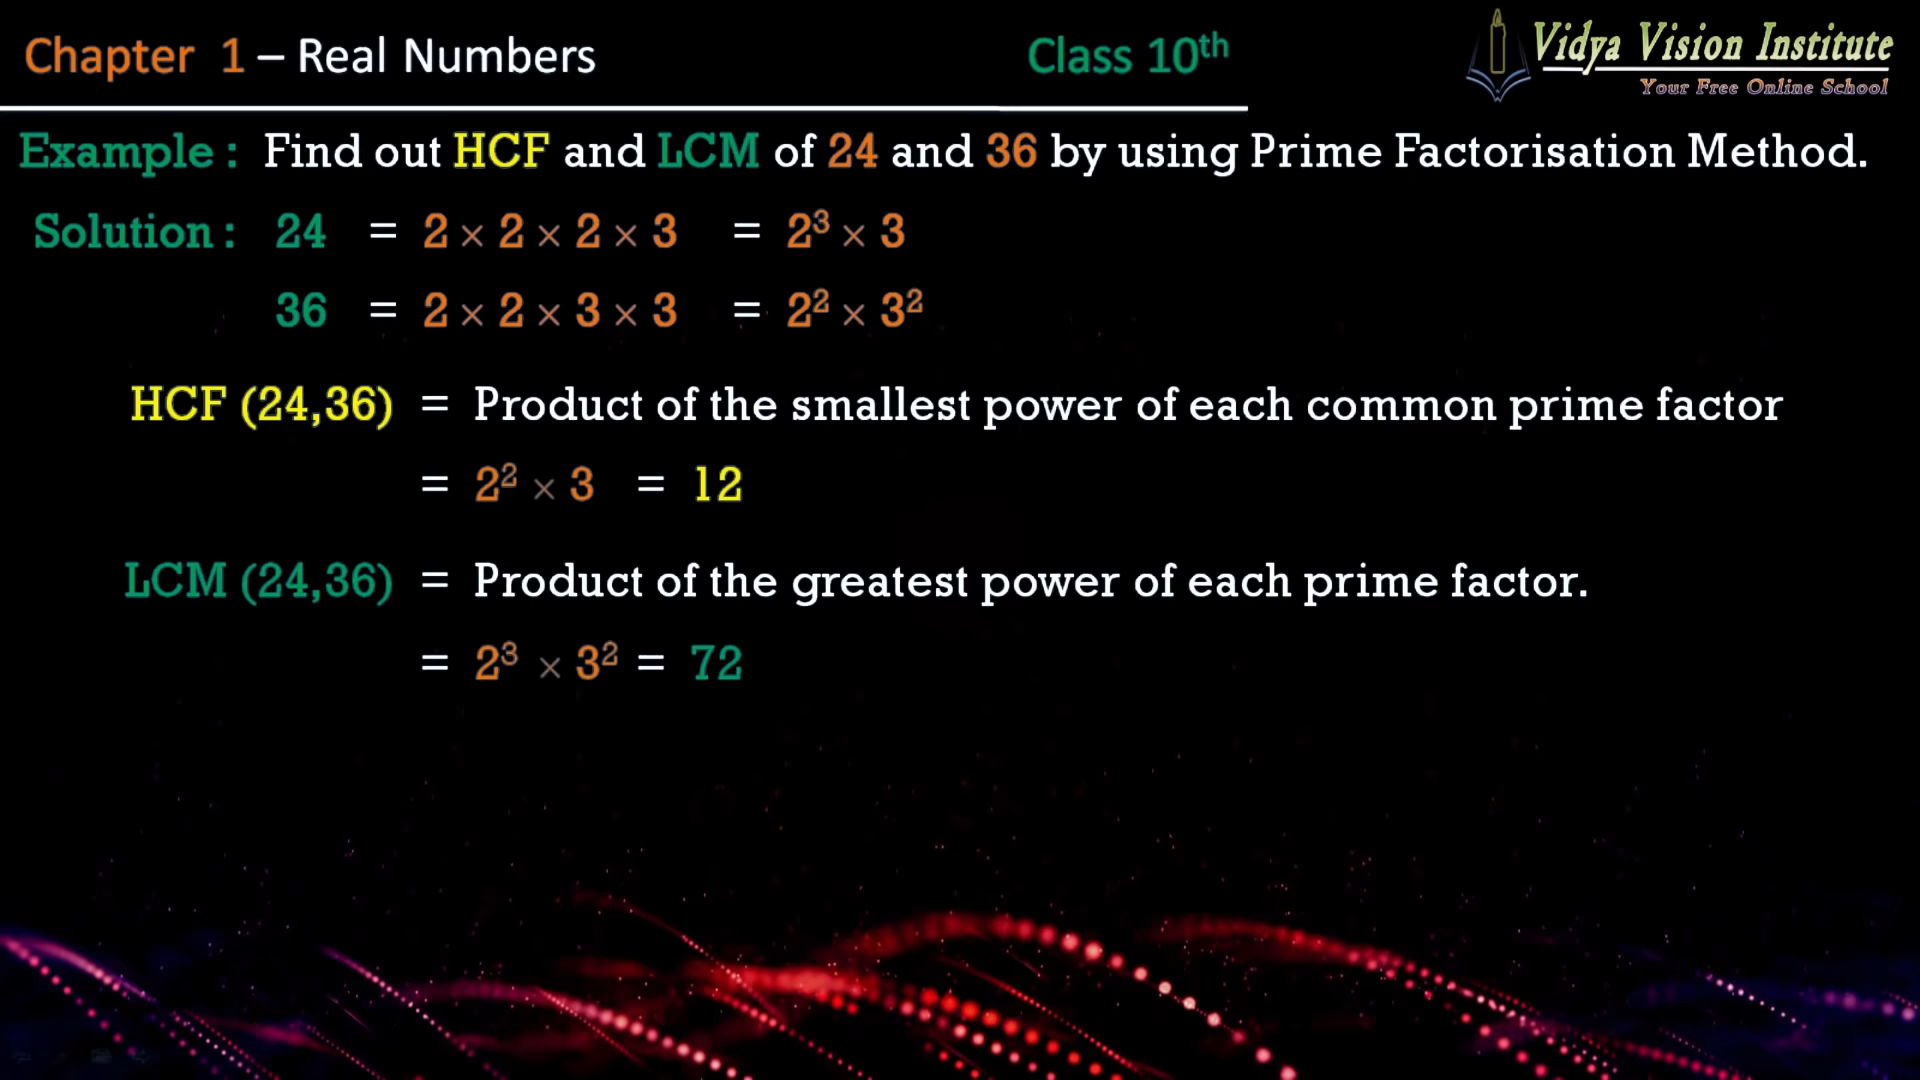 Chapter 1 – Real Numbers
Class 10th
Vidya Vision Institute
Your Free Online School
Example : Find out HCF and LCM of 24 and 36 by using Prime Factorisation Method.
Solution : 24 = 2 × 2 × 2 × 3 = 2³ × 3
36 = 2 × 2 × 3 × 3 = 2² × 3²
HCF (24,36) = Product of the smallest power of each common prime factor
= 2² × 3 = 12
LCM (24,36) = Product of the greatest power of each prime factor.
= 2³ × 3² = 72